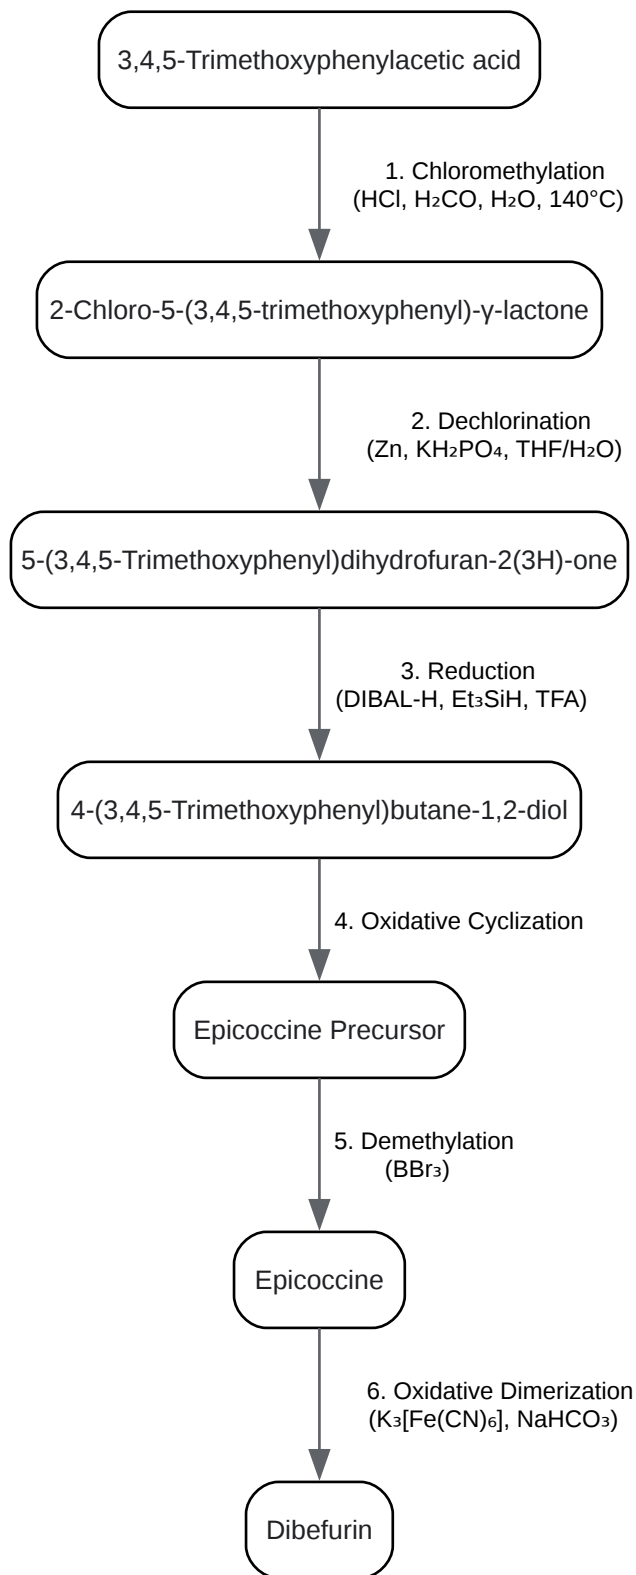 3,4,5-Trimethoxyphenylacetic acid
1. Chloromethylation
(HCl, H₂CO, H₂O, 140°C)
2-Chloro-5-(3,4,5-trimethoxyphenyl)-γ-lactone
2. Dechlorination
(Zn, KH₂PO₄, THF/H₂O)
5-(3,4,5-Trimethoxyphenyl)dihydrofuran-2(3H)-one
3. Reduction
(DIBAL-H, Et₃SiH, TFA)
4-(3,4,5-Trimethoxyphenyl)butane-1,2-diol
4. Oxidative Cyclization
Epicoccine Precursor
5. Demethylation
(BBr₃)
Epicoccine
6. Oxidative Dimerization
(K₃[Fe(CN)₆], NaHCO₃)
Dibefurin